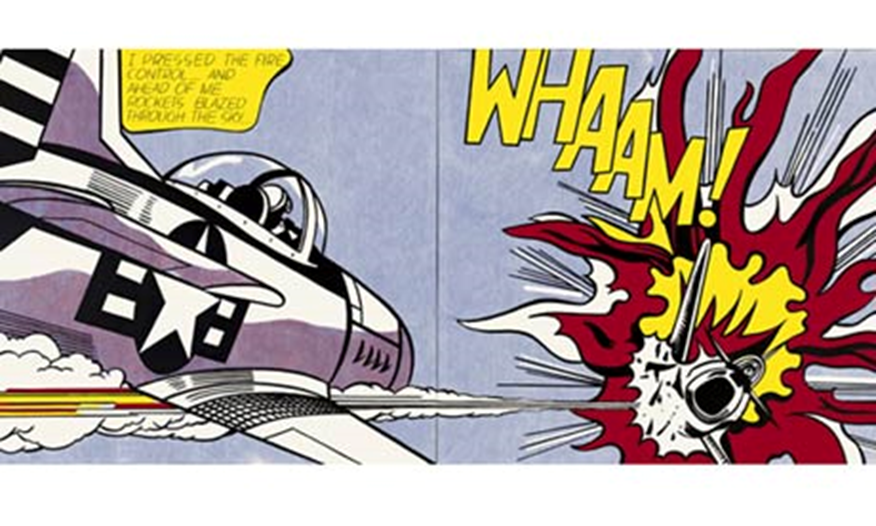 I PRESSED THE FIRE
CONTROL... AND
AHEAD OF ME
ROCKETS BLAZED
THROUGH THE SKY...
WHAAM!